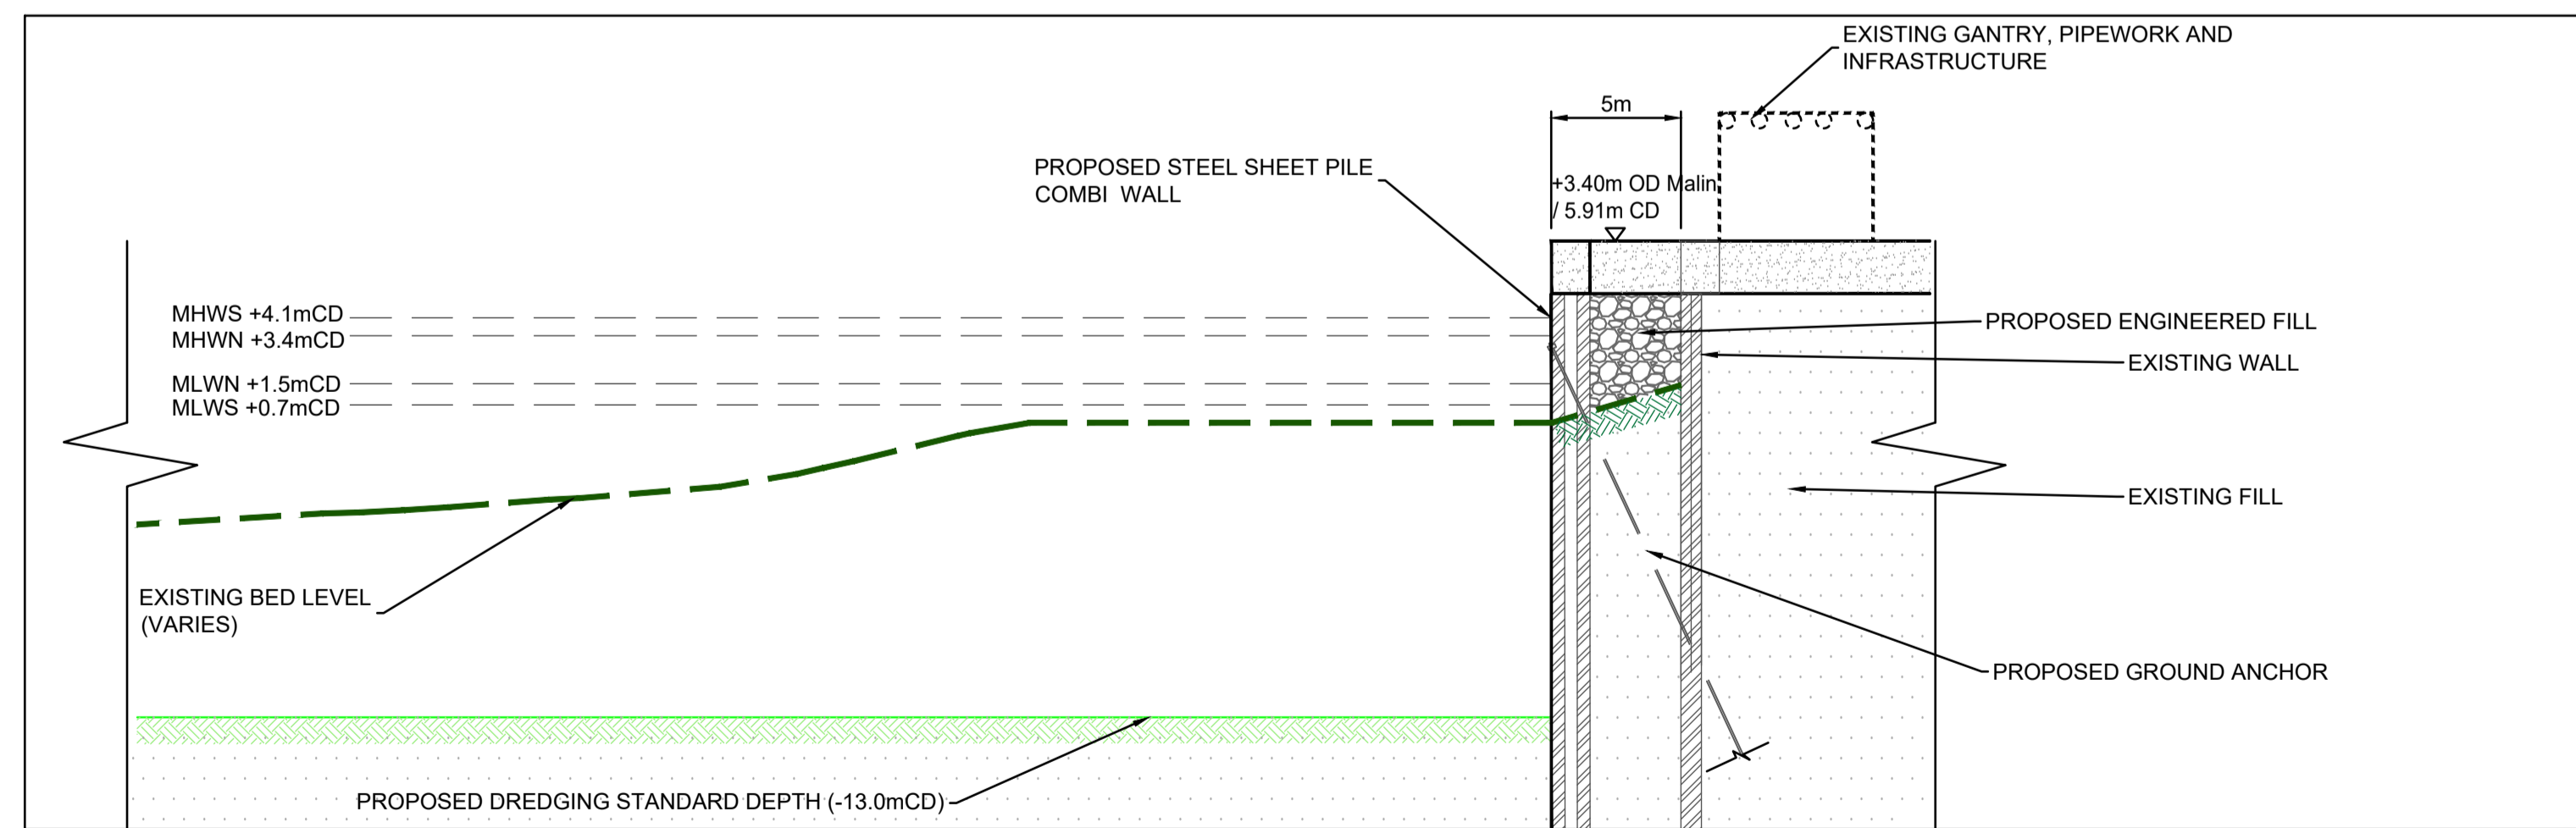 EXISTING GANTRY, PIPEWORK AND
INFRASTRUCTURE
5m
PROPOSED STEEL SHEET PILE
COMBI WALL
+3.40m OD Malin
/ 5.91m CD
MHWS +4.1mCD
MHWN +3.4mCD
MLWN +1.5mCD
MLWS +0.7mCD
PROPOSED ENGINEERED FILL
EXISTING WALL
EXISTING FILL
EXISTING BED LEVEL
(VARIES)
PROPOSED GROUND ANCHOR
PROPOSED DREDGING STANDARD DEPTH (-13.0mCD)